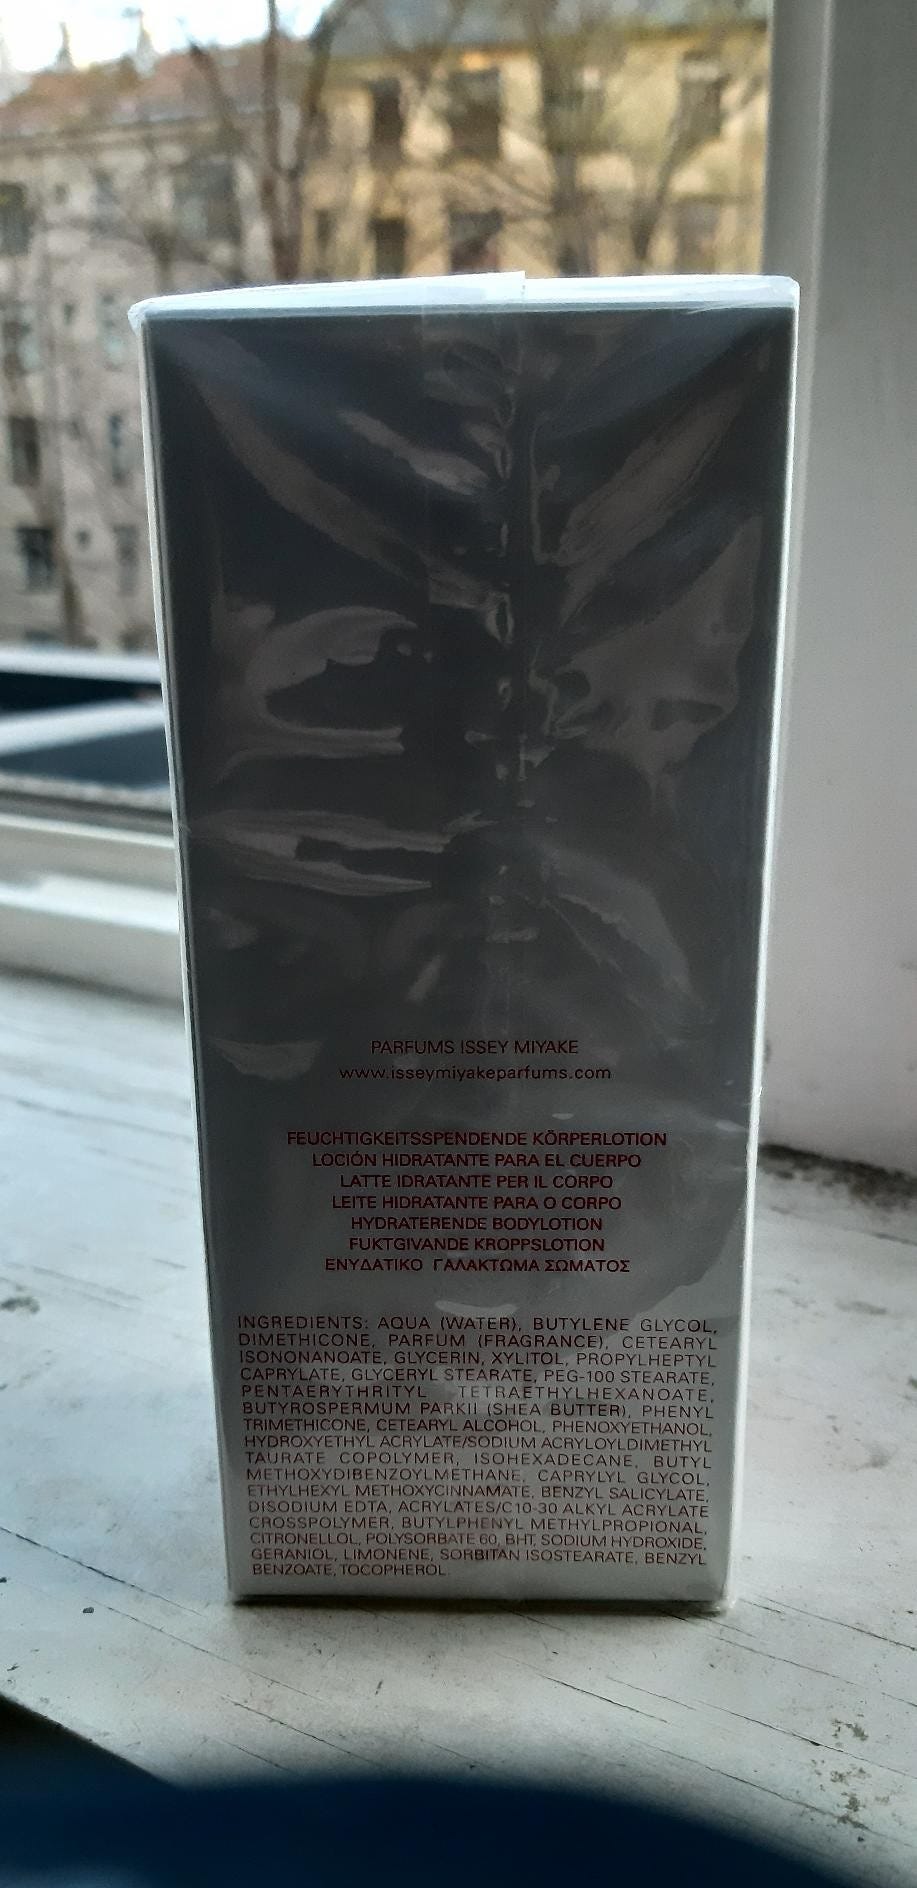 PARFUMS ISSEY MIYAKE
www.isseymiyakeparfums.com
FEUCHTIGKEITSSPENDENDE KÖRPERLOTION
LOCIÓN HIDRATANTE PARA EL CUERPO
LATTE IDRATANTE PER IL CORPO
LEITE HIDRATANTE PARA O CORPO
HYDRATERENDE BODYLOTION
FUKTGIVANDE KROPPSLOTION
ΕΝΥΔΑΤΙΚΟ ΓΑΛΑΚΤΩΜΑ ΣΩΜΑΤΟΣ
INGREDIENTS: AQUA (WATER), BUTYLENE GLYCOL,
DIMETHICONE, PARFUM (FRAGRANCE), CETEARYL
ISONONANOATE, GLYCERIN, XYLITOL, PROPYLHEPTYL
CAPRYLATE, GLYCERYL STEARATE, PEG-100 STEARATE,
PENTAERYTHRITYL TETRAETHYLHEXANOATE,
BUTYROSPERMUM PARKII (SHEA BUTTER), PHENYL
TRIMETHICONE, CETEARYL ALCOHOL, PHENOXYETHANOL,
HYDROXYETHYL ACRYLATE/SODIUM ACRYLOYLDIMETHYL
TAURATE COPOLYMER, ISOHEXADECANE, BUTYL
METHOXYDIBENZOYLMETHANE, CAPRYLYL GLYCOL,
ETHYLHEXYL METHOXYCINNAMATE, BENZYL SALICYLATE,
DISODIUM EDTA, ACRYLATES/C10-30 ALKYL ACRYLATE
CROSSPOLYMER, BUTYLPHENYL METHYLPROPIONAL,
CITRONELLOL, POLYSORBATE 60, BHT, SODIUM HYDROXIDE,
GERANIOL, LIMONENE, SORBITAN ISOSTEARATE, BENZYL
BENZOATE, TOCOPHEROL.